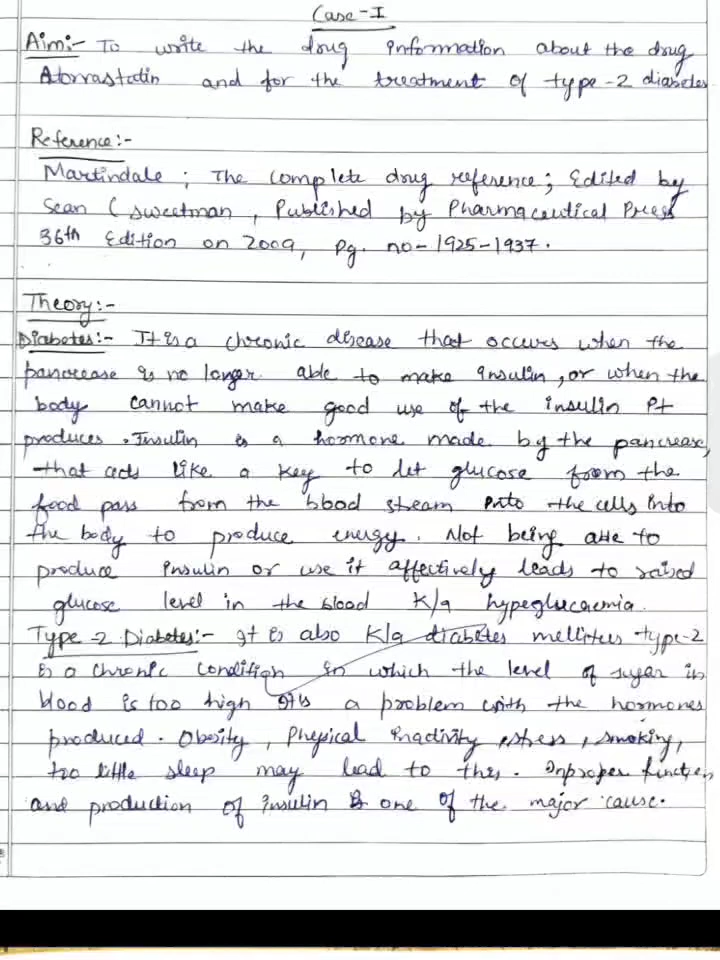 Case-I
Aim:- To write the drug information about the drug
Atorvastatin and for the treatment of type-2 diabetes
Reference:-
Martindale ; The complete drug reference; Edited by
Sean (Sweetman, Published by Pharmaceutical Press
36th Edition on 2009, Pg. no- 1925-1937.
Theory:-
Diabetes:- It is a chronic disease that occurs when the
pancrease is no longer able to make insulin, or when the
body cannot make good use of the insulin it
produces. Insulin is a hormone made by the pancrease,
that acts like a key to let glucose from the
food pass from the blood stream into the cells into
the body to produce energy. Not being able to
produce insulin or use it affectively leads to raised
glucose level in the blood K/a hypeglucaemia.
Type-2 Diabetes:- It is also K/a diabetes mellitus type-2
is a chronic condition in which the level of sugar in
blood is too high It is a problem with the hormones
produced. Obesity, Physical inactivity, stress, smoking,
too little sleep may lead to this. Inproper function
and production of insulin is one of the major cause.